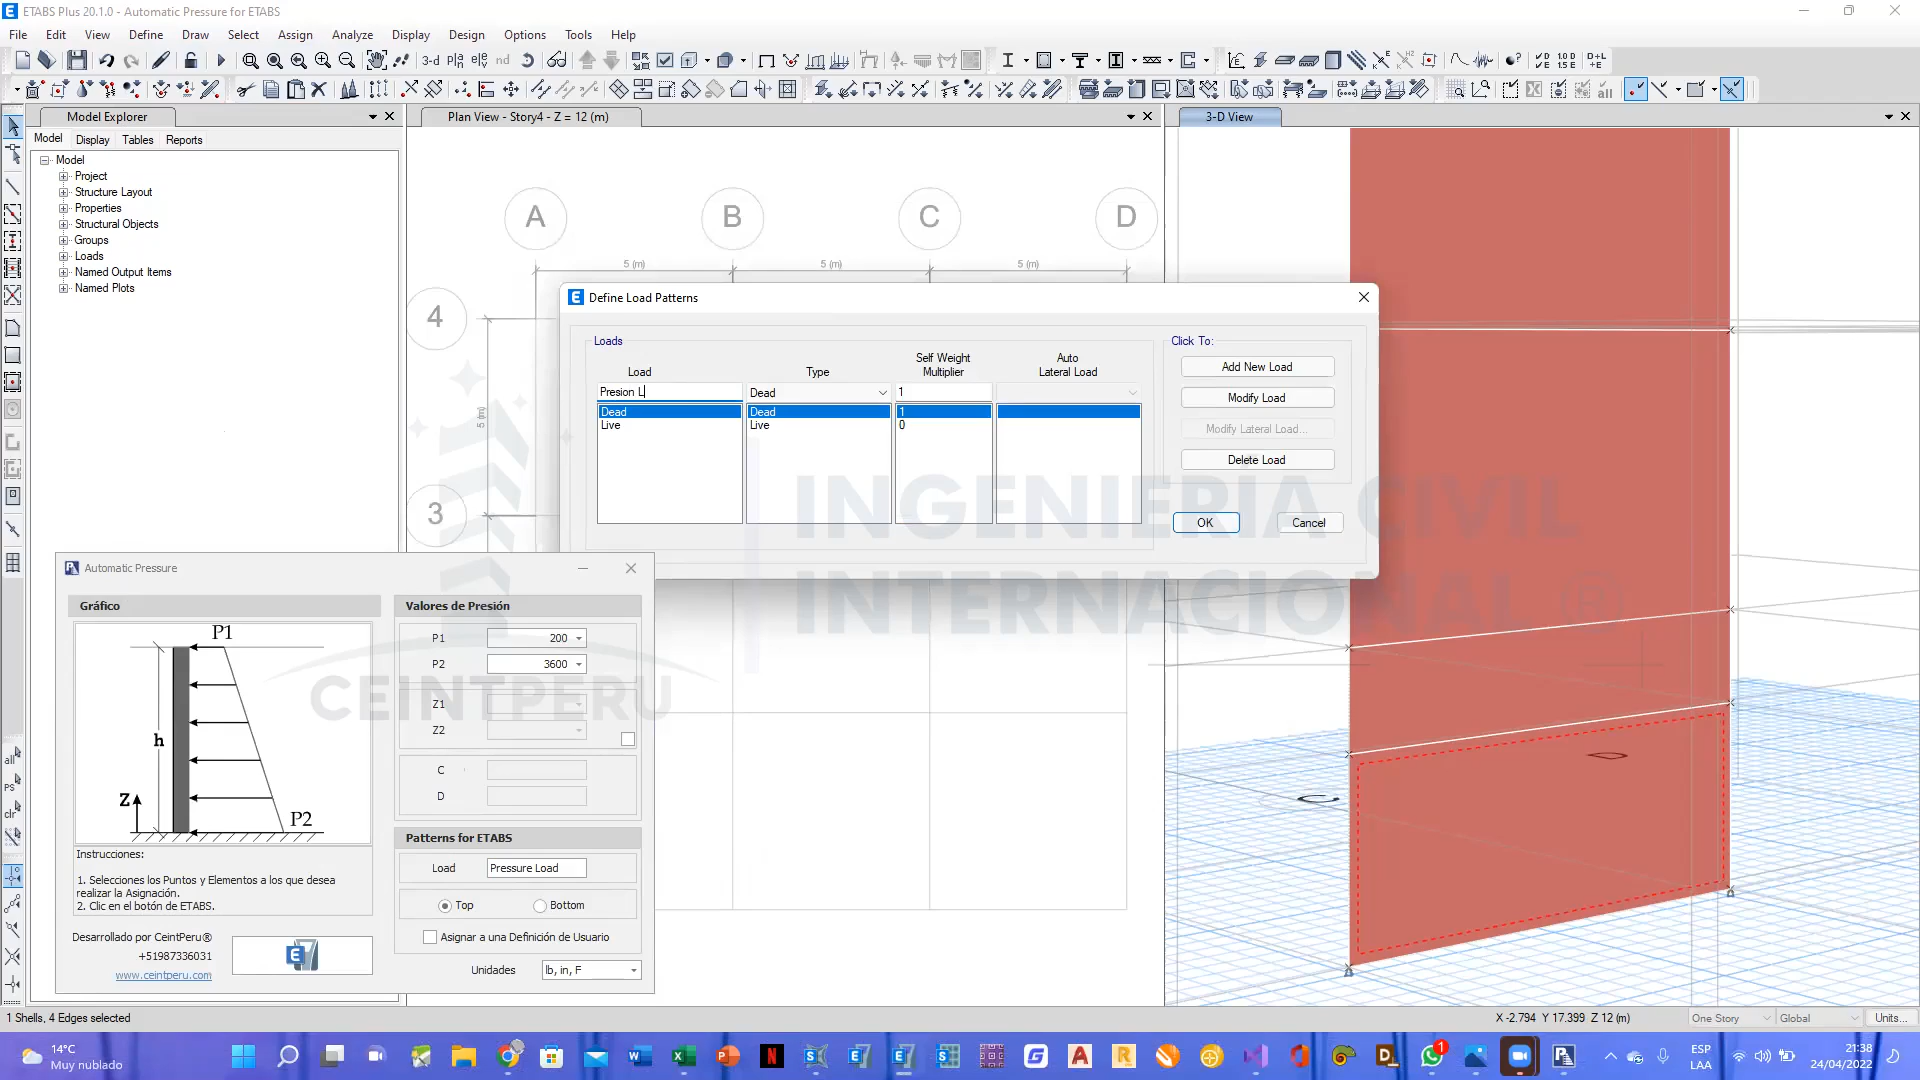 ETABS Plus 20.1.0 - Automatic Pressure for ETABS
File Edit View Define Draw Select Assign Analyze Display Design Options Tools Help
3-d
nd
Model Explorer
Plan View - Story4 - Z = 12 (m)
3-D View
Model Display Tables Reports
Model
Project
Structure Layout
Properties
Structural Objects
Groups
Loads
Named Output Items
Named Plots
A B C D
5 (m) 5 (m) 5 (m)
4
5 (m)
3
Define Load Patterns
Loads
Load
Type
Self Weight
Multiplier
Auto
Lateral Load
Presion L
Dead
1
Dead Dead 1
Live Live 0
Click To:
Add New Load
Modify Load
Modify Lateral Load...
Delete Load
OK Cancel
INGENIERIA CIVIL
INTERNACIONAL ®
CEINTPERU
Automatic Pressure
Gráfico
P1
h
Z
P2
Instrucciones:
1. Selecciones los Puntos y Elementos a los que desea
realizar la Asignación.
2. Clic en el botón de ETABS.
Desarrollado por CeintPeru®
+51987336031
www.ceintperu.com
Valores de Presión
P1 200
P2 3600
Z1
Z2
C
D
Patterns for ETABS
Load Pressure Load
Top Bottom
Asignar a una Definición de Usuario
Unidades lb, in, F
all
PS
clr
1 Shells, 4 Edges selected
X -2.794 Y 17.399 Z 12 (m)
One Story
Global
Units...
14°C
Muy nublado
ESP
LAA
21:38
24/04/2022